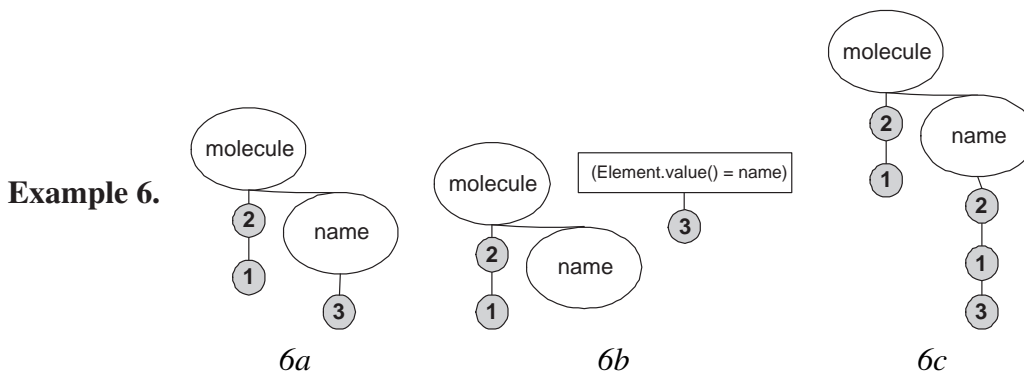 Example 6.
molecule
2
1
name
3
6a
molecule
2
1
name
(Element.value() = name)
3
6b
molecule
2
1
name
2
1
3
6c